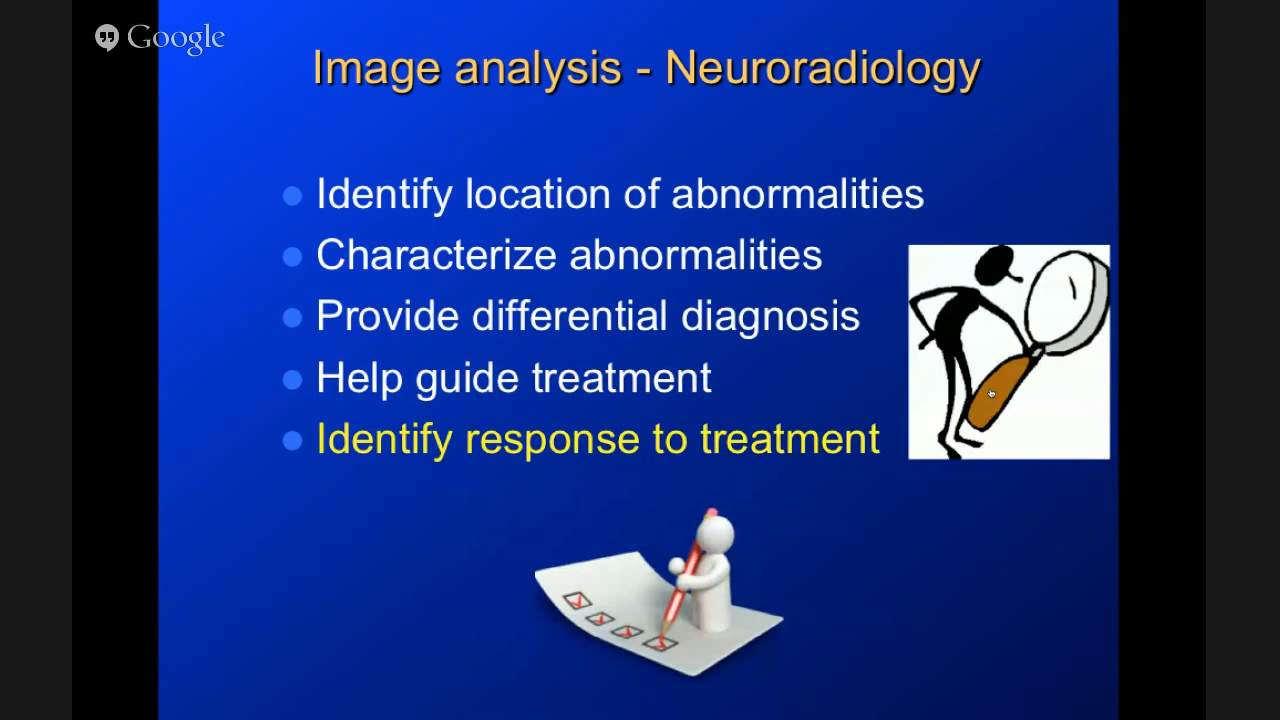 Google
Image analysis - Neuroradiology
Identify location of abnormalities
Characterize abnormalities
Provide differential diagnosis
Help guide treatment
Identify response to treatment